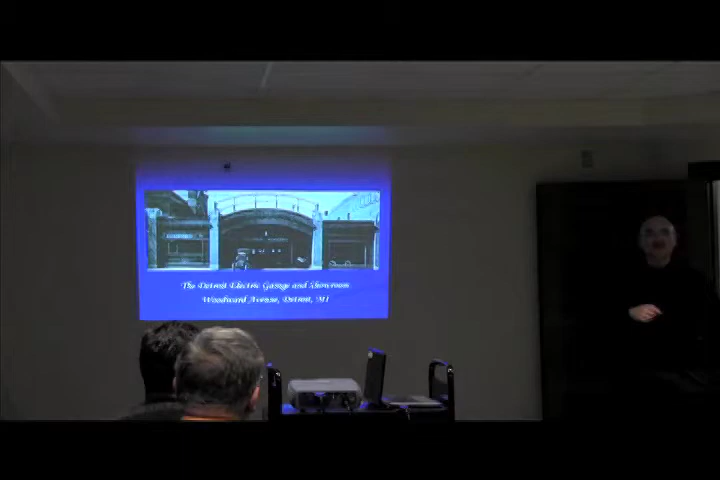 The Detroit Electric Garage and Showroom
Woodward Avenue, Detroit, MI